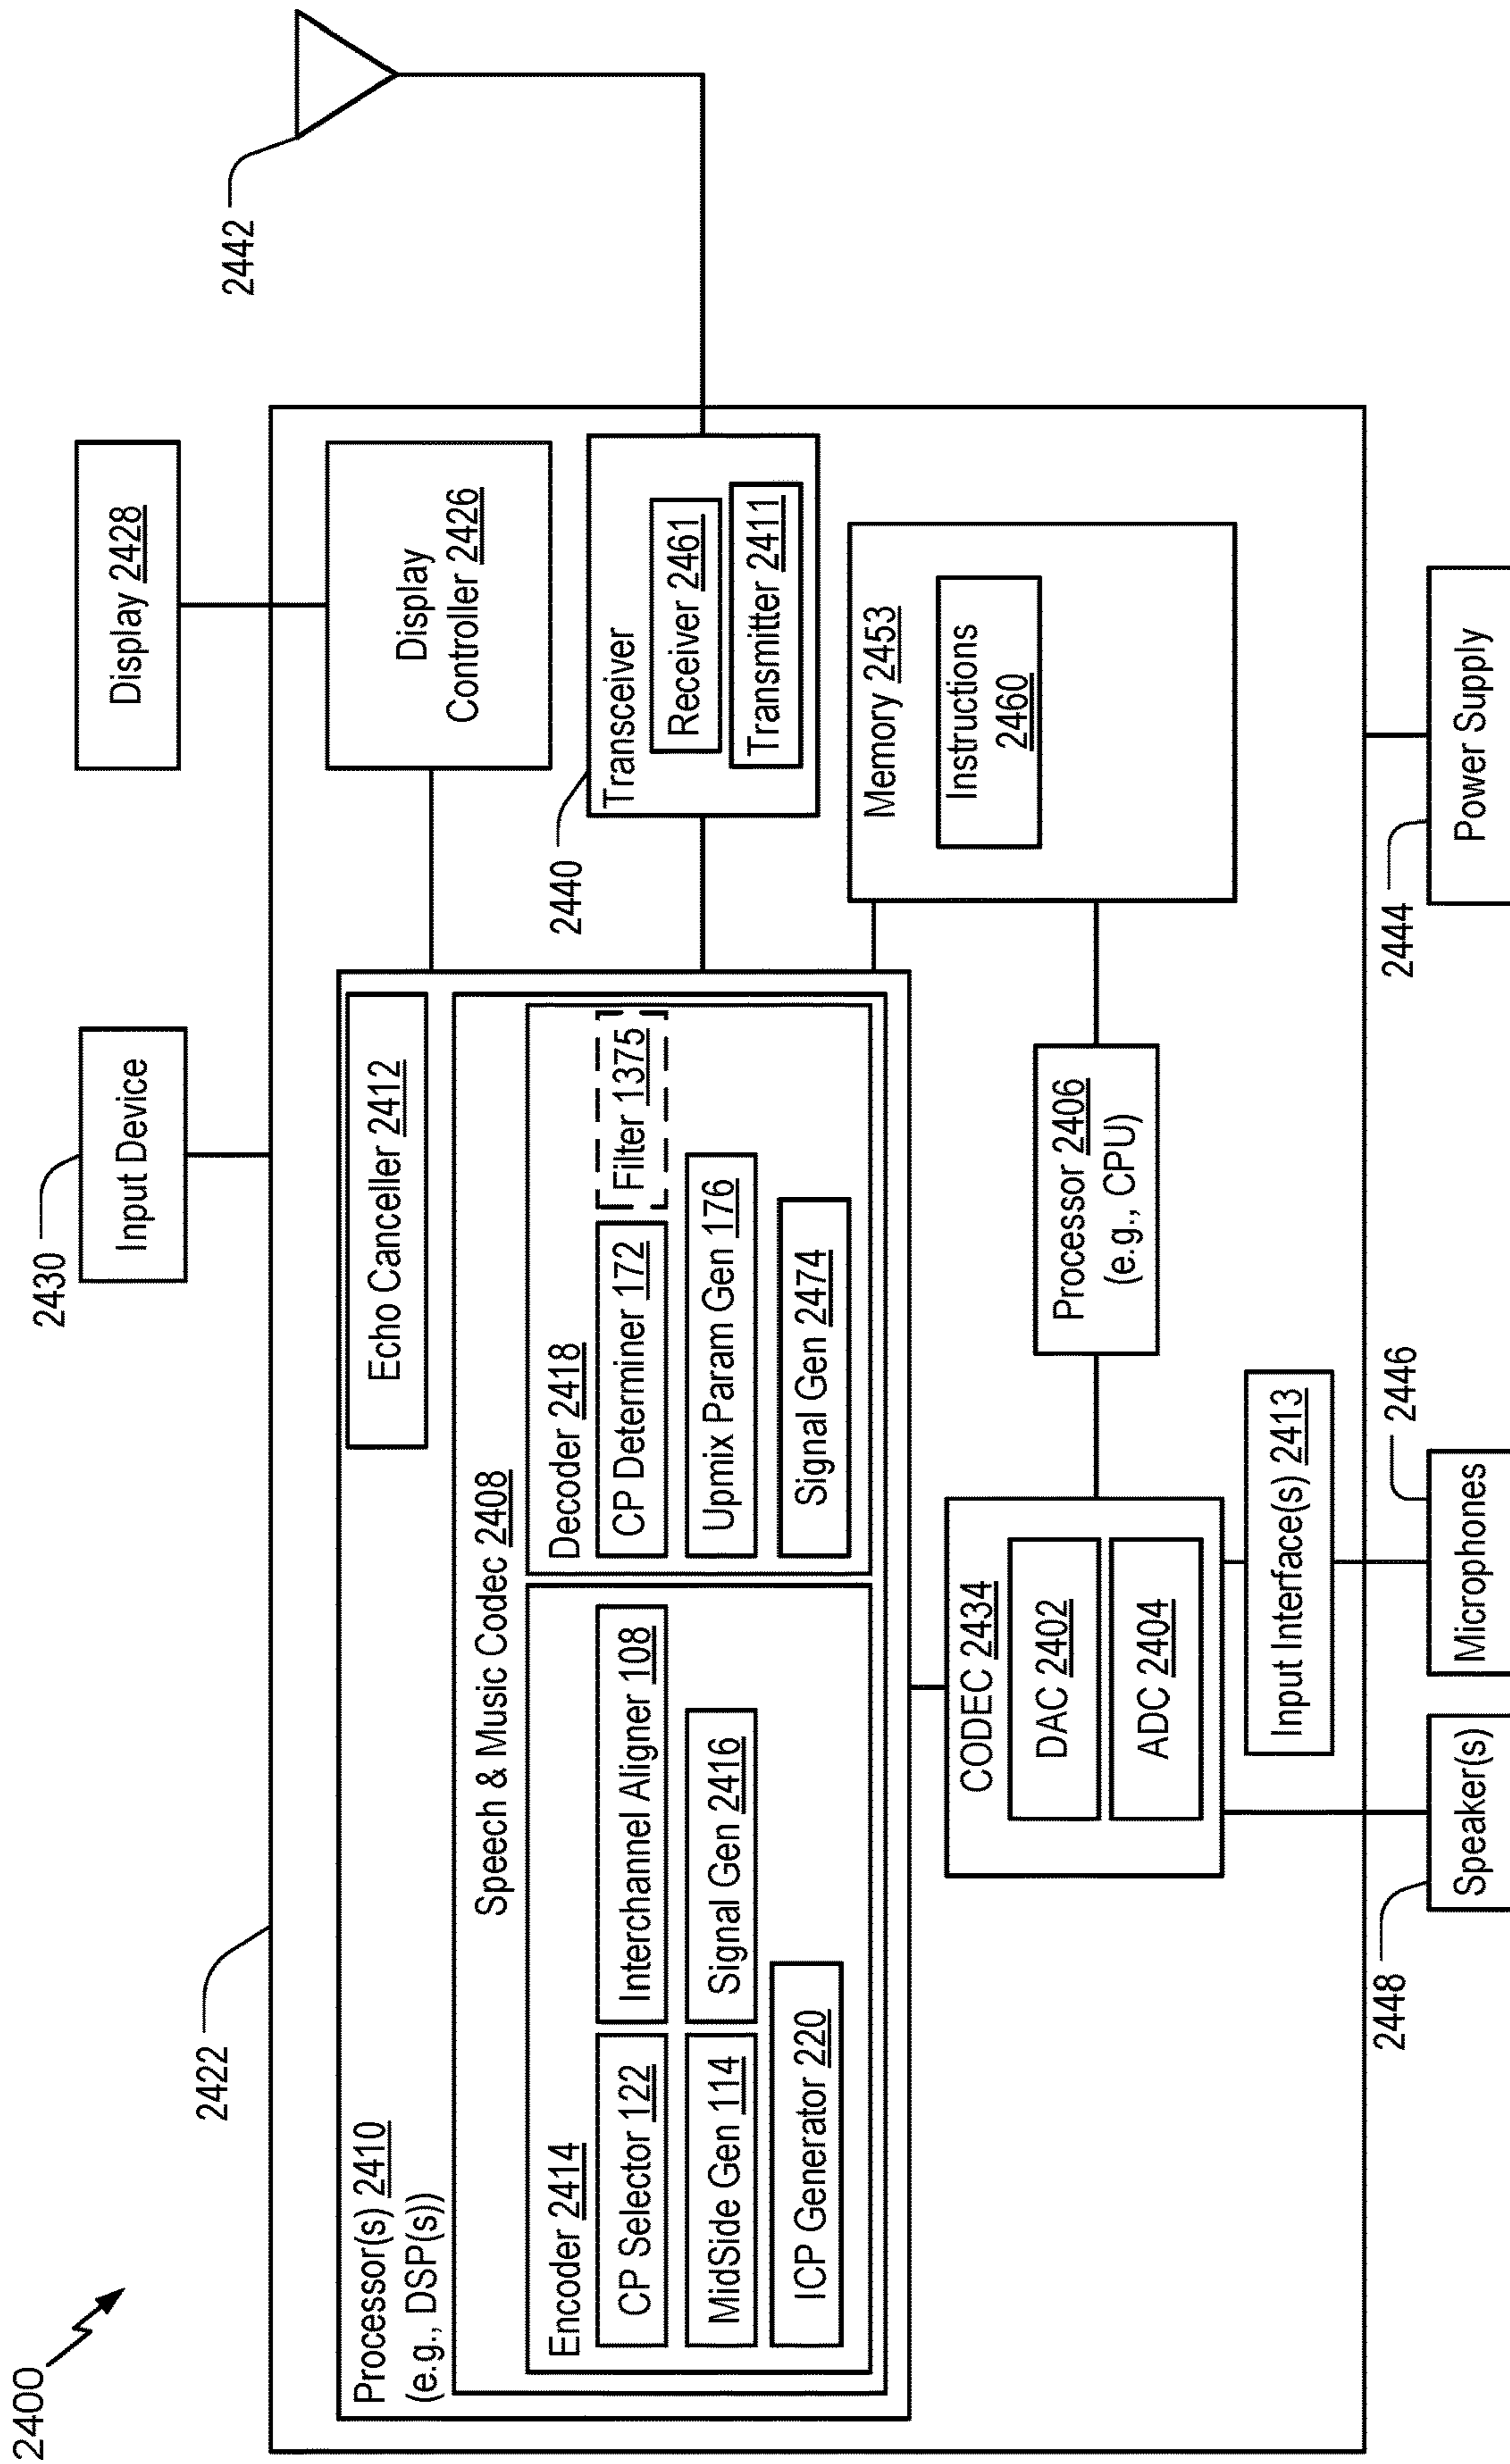 2400
2422
2430
Input Device
Display 2428
2442
Processor(s) 2410
(e.g., DSP(s))
Echo Canceller 2412
Speech & Music Codec 2408
Encoder 2414
CP Selector 122
Interchannel Aligner 108
MidSide Gen 114
Signal Gen 2416
ICP Generator 220
Decoder 2418
CP Determiner 172
Filter 1375
Upmix Param Gen 176
Signal Gen 2474
Display
Controller 2426
2440
Transceiver
Receiver 2461
Transmitter 2411
Memory 2453
Instructions
2460
Processor 2406
(e.g., CPU)
CODEC 2434
DAC 2402
ADC 2404
Input Interface(s) 2413
2448
Speaker(s)
2446
Microphones
2444
Power Supply